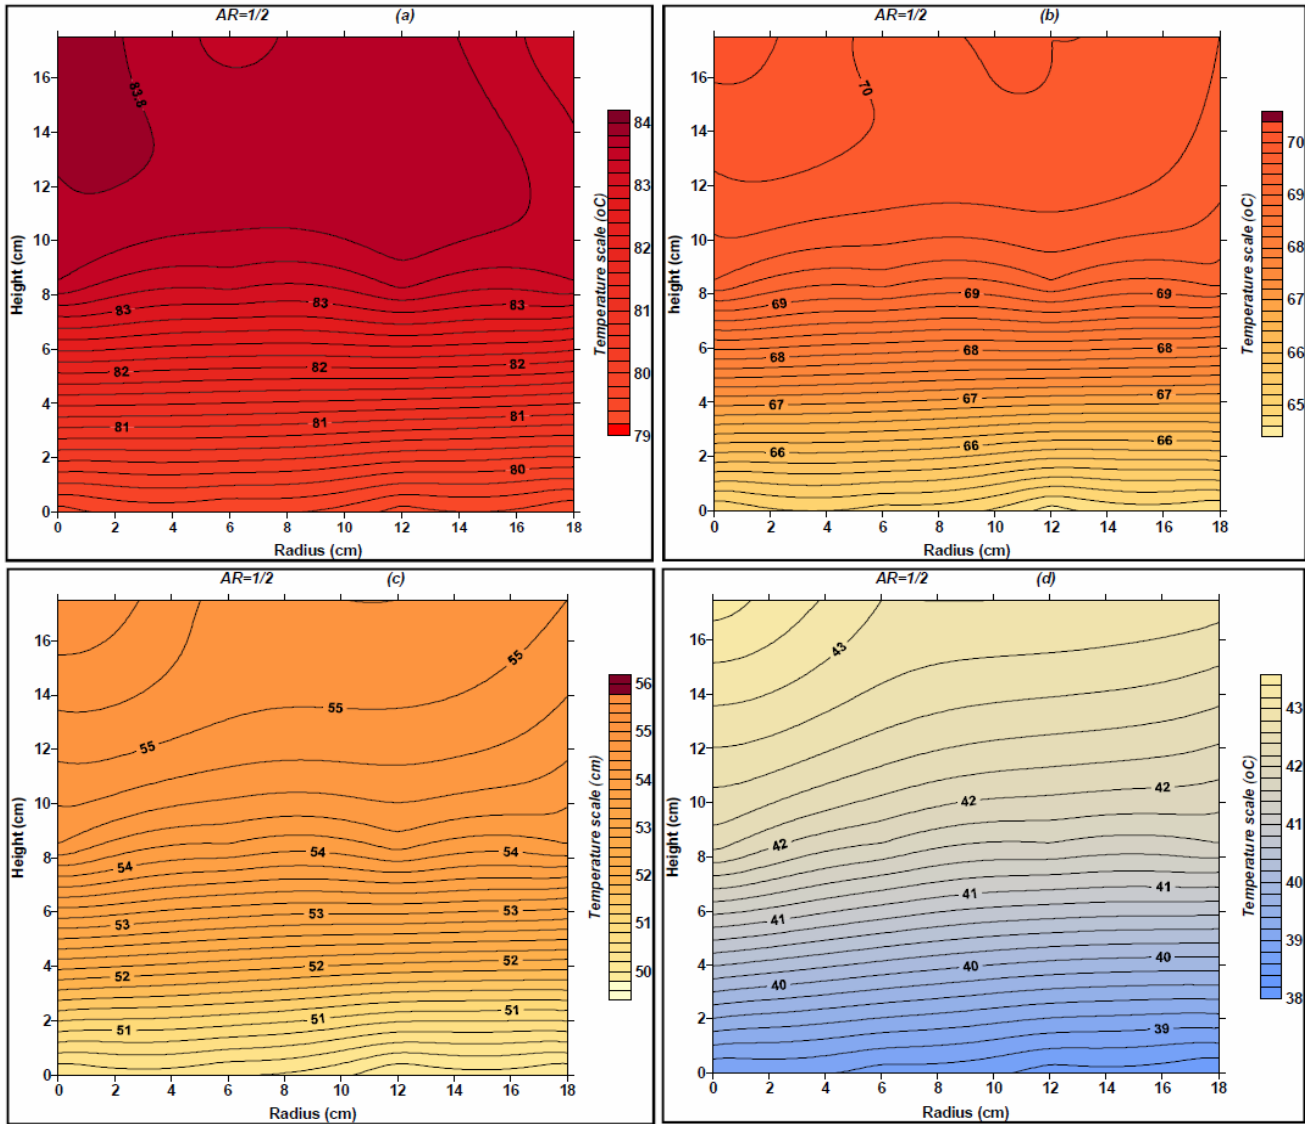 AR=1/2 (a)
16
14
12
10
8
6
4
2
0
Height (cm)
0 2 4 6 8 10 12 14 16 18
Radius (cm)
83.8
83 83 83
82 82 82
81 81 81
80
Temperature scale (oC)
84
83
82
81
80
79
AR=1/2 (b)
16
14
12
10
8
6
4
2
0
height (cm)
0 2 4 6 8 10 12 14 16 18
Radius (cm)
70
69 69 69
68 68 68
67 67 67
66 66 66
Temperature scale (oC)
70
69
68
67
66
65
AR=1/2 (c)
16
14
12
10
8
6
4
2
0
Height (cm)
0 2 4 6 8 10 12 14 16 18
Radius (cm)
55
55
55
54 54 54
53 53 53
52 52 52
51 51 51
Temperature scale (cm)
56
55
54
53
52
51
50
AR=1/2 (d)
16
14
12
10
8
6
4
2
0
Height (cm)
0 2 4 6 8 10 12 14 16 18
Radius (cm)
43
42 42 42
41 41 41
40 40 40
39
Temperature scale (oC)
43
42
41
40
39
38